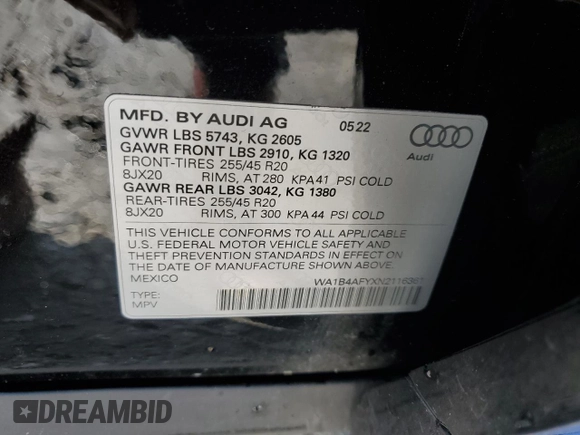 MFD. BY AUDI AG 05.22
GVWR LBS 5743, KG 2605
GAWR FRONT LBS 2910, KG 1320
FRONT-TIRES 255/45 R20
8JX20 RIMS, AT 280 KPA 41 PSI COLD
GAWR REAR LBS 3042, KG 1380
REAR-TIRES 255/45 R20
8JX20 RIMS, AT 300 KPA 44 PSI COLD
Audi
THIS VEHICLE CONFORMS TO ALL APPLICABLE
U.S. FEDERAL MOTOR VEHICLE SAFETY AND
THEFT PREVENTION STANDARDS IN EFFECT ON
THE DATE OF MANUFACTURE SHOWN ABOVE.
MEXICO
TYPE:
MPV
DREAMBID